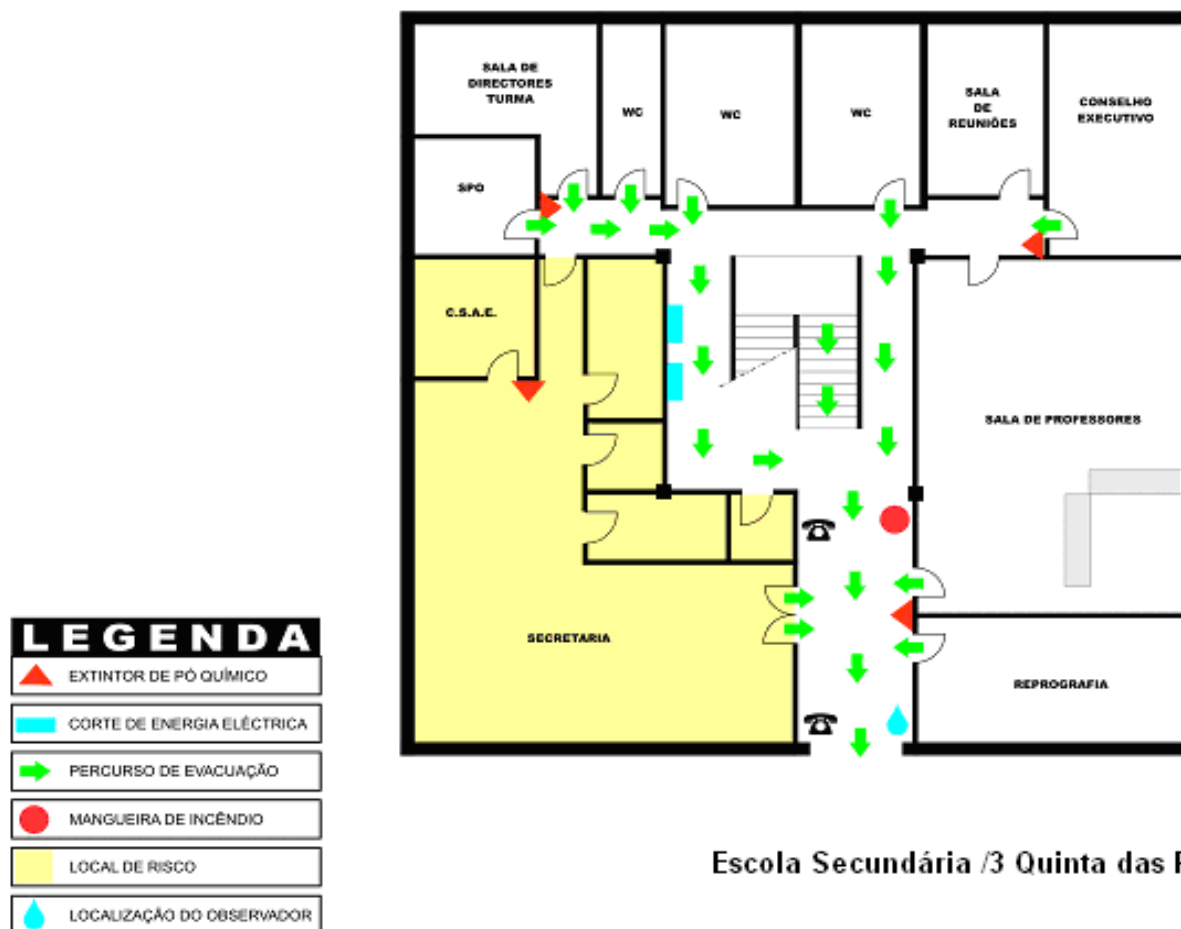 SALA DE
DIRECTORES
TURMA
WC
WC
WC
SALA
DE
REUNIÕES
CONSELHO
EXECUTIVO
SPO
C.S.A.E.
SALA DE PROFESSORES
SECRETARIA
REPROGRAFIA
LEGENDA
EXTINTOR DE PÓ QUÍMICO
CORTE DE ENERGIA ELÉCTRICA
PERCURSO DE EVACUAÇÃO
MANGUEIRA DE INCÊNDIO
LOCAL DE RISCO
LOCALIZAÇÃO DO OBSERVADOR
Escola Secundária /3 Quinta das